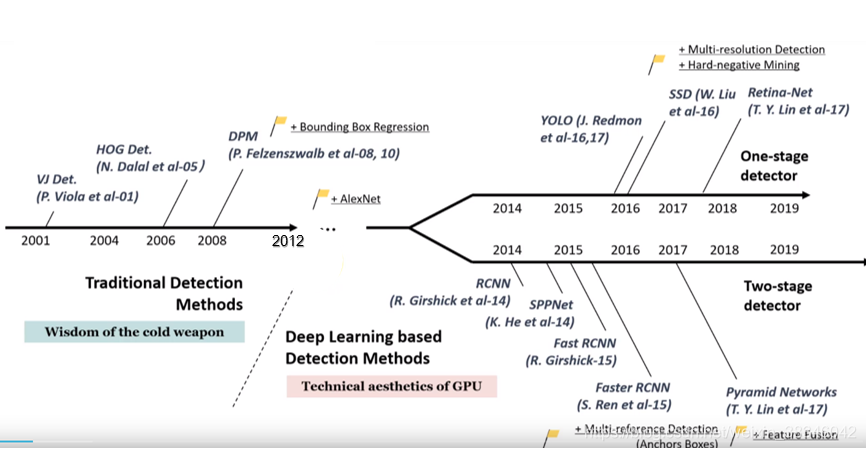 + Multi-resolution Detection
+ Hard-negative Mining
SSD (W. Liu
et al-16)
Retina-Net
(T. Y. Lin et al-17)
YOLO (J. Redmon
et al-16,17)
One-stage
detector
+ Bounding Box Regression
DPM
(P. Felzenszwalb et al-08, 10)
HOG Det.
(N. Dalal et al-05)
VJ Det.
(P. Viola et al-01)
+ AlexNet
...
2001 2004 2006 2008 2012
2014 2015 2016 2017 2018 2019
2014 2015 2016 2017 2018 2019
Traditional Detection
Methods
Wisdom of the cold weapon
Deep Learning based
Detection Methods
Technical aesthetics of GPU
RCNN
(R. Girshick et al-14)
SPPNet
(K. He et al-14)
Fast RCNN
(R. Girshick-15)
Faster RCNN
(S. Ren et al-15)
+ Multi-reference Detection
(Anchors Boxes)
Two-stage
detector
Pyramid Networks
(T. Y. Lin et al-17)
+ Feature Fusion